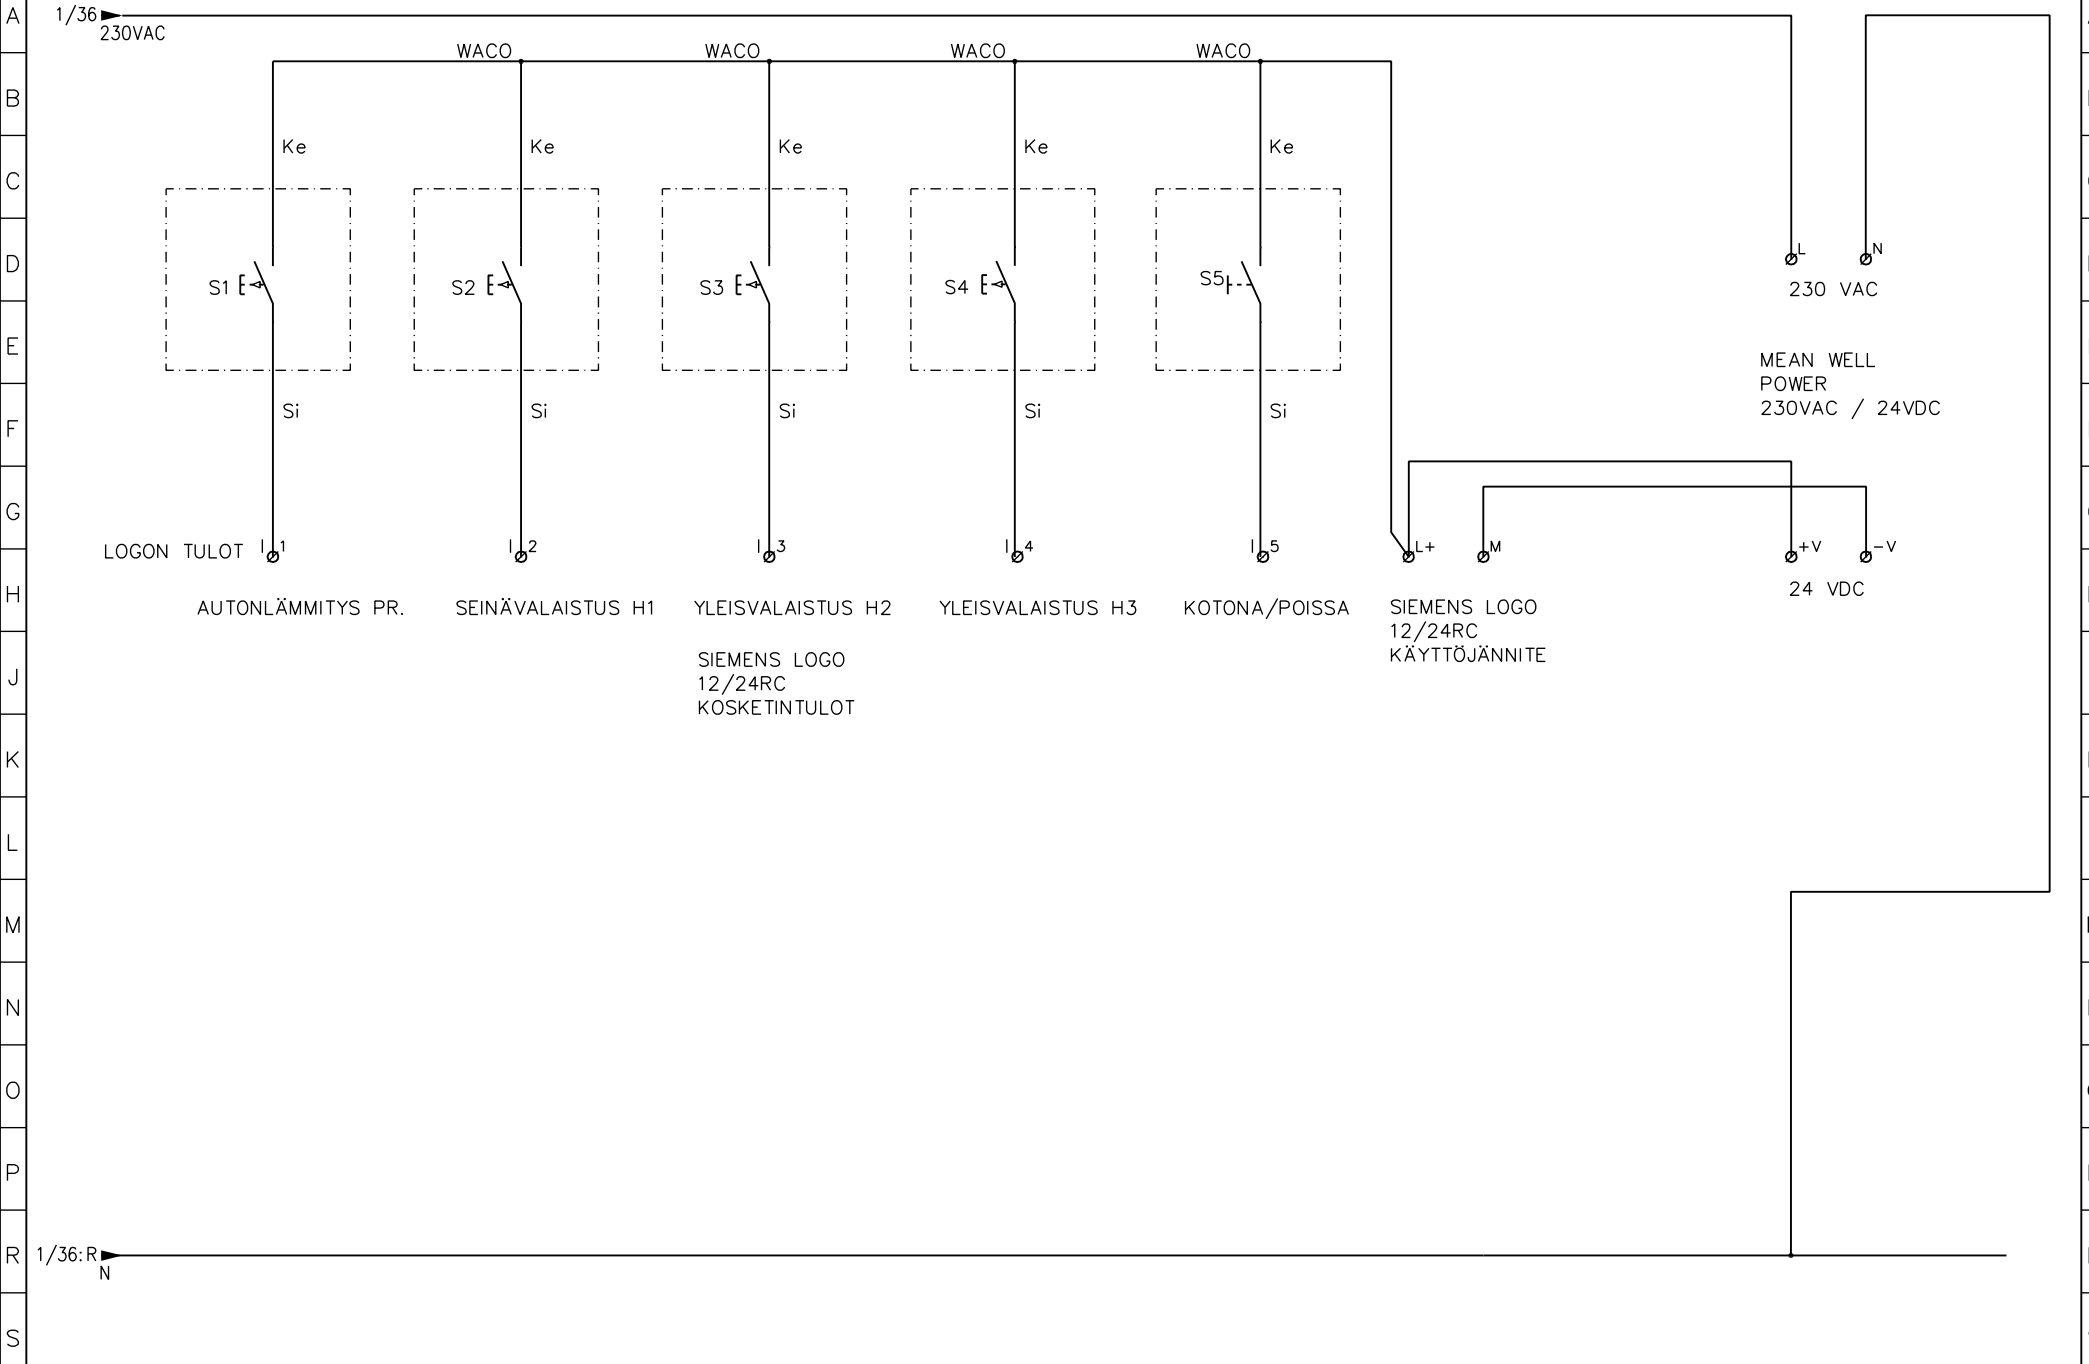 A
1/36
230VAC
WACO WACO WACO WACO
B
Ke Ke Ke Ke Ke
C
L N
D
S1 S2 S3 S4 S5
230 VAC
E
MEAN WELL
POWER
230VAC / 24VDC
Si Si Si Si Si
F
G
LOGON TULOT I 1 I 2 I 3 I 4 I 5 L+ M +V -V
24 VDC
H
AUTONLÄMMITYS PR. SEINÄVALAISTUS H1 YLEISVALAISTUS H2 YLEISVALAISTUS H3 KOTONA/POISSA
SIEMENS LOGO
12/24RC
KÄYTTÖJÄNNITE
SIEMENS LOGO
12/24RC
KOSKETINTULOT
J
K
L
M
N
O
P
R
1/36:R
N
S